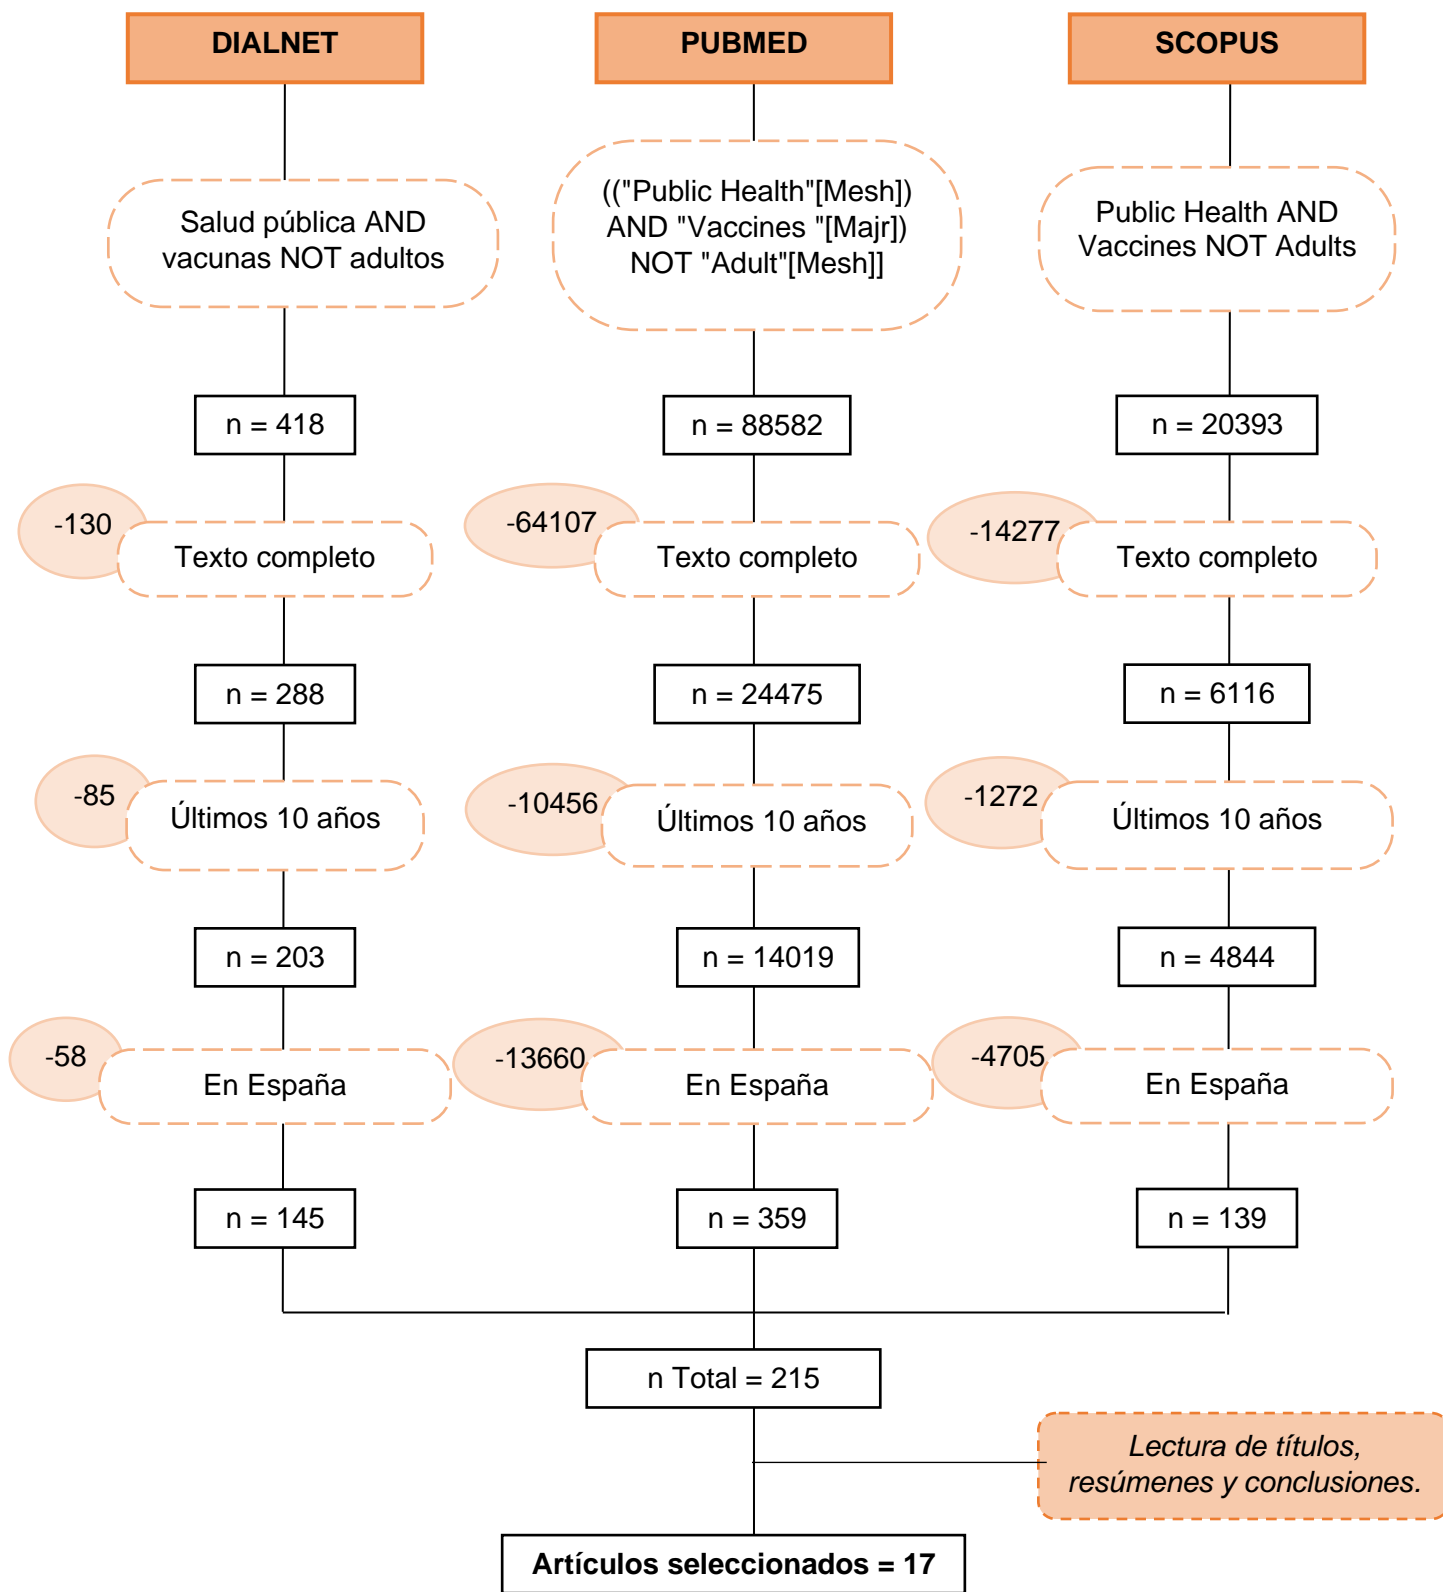 DIALNET
PUBMED
SCOPUS
Salud pública AND
vacunas NOT adultos
(("Public Health"[Mesh])
AND "Vaccines "[Majr])
NOT "Adult"[Mesh]]
Public Health AND
Vaccines NOT Adults
n = 418
n = 88582
n = 20393
-130
Texto completo
-64107
Texto completo
-14277
Texto completo
n = 288
n = 24475
n = 6116
-85
Últimos 10 años
-10456
Últimos 10 años
-1272
Últimos 10 años
n = 203
n = 14019
n = 4844
-58
En España
-13660
En España
-4705
En España
n = 145
n = 359
n = 139
n Total = 215
Lectura de títulos,
resúmenes y conclusiones.
Artículos seleccionados = 17